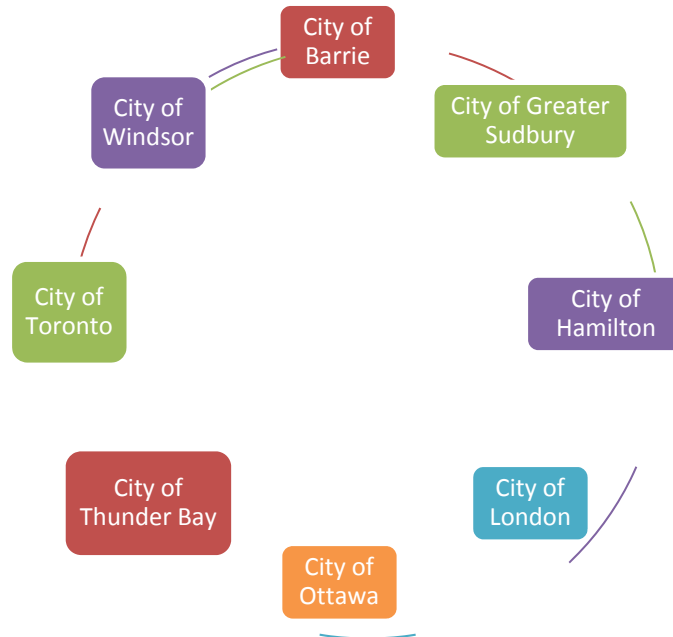 City of
Barrie
City of Greater
Sudbury
City of
Hamilton
City of
London
City of
Ottawa
City of
Thunder Bay
City of
Toronto
City of
Windsor